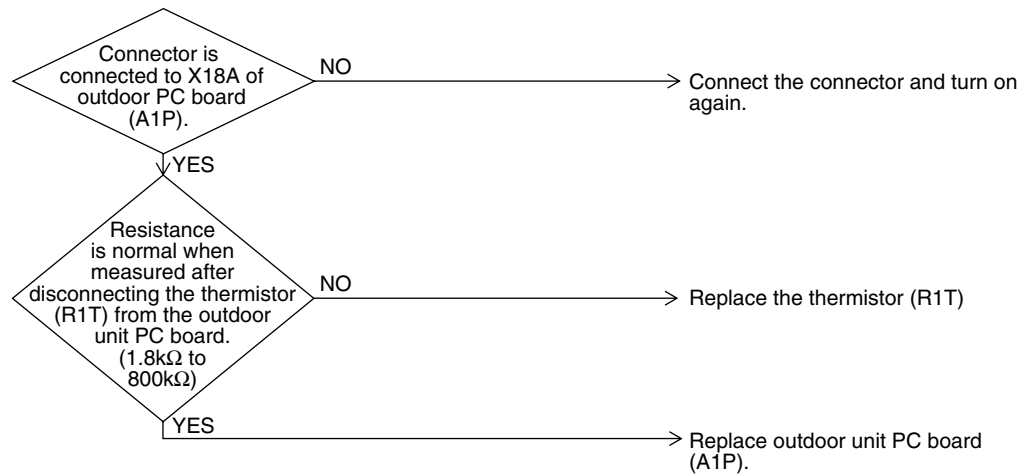 Connector is
connected to X18A of
outdoor PC board
(A1P).
NO
Connect the connector and turn on
again.
YES
Resistance
is normal when
measured after
disconnecting the thermistor
(R1T) from the outdoor
unit PC board.
(1.8kΩ to
800kΩ)
NO
Replace the thermistor (R1T)
YES
Replace outdoor unit PC board
(A1P).